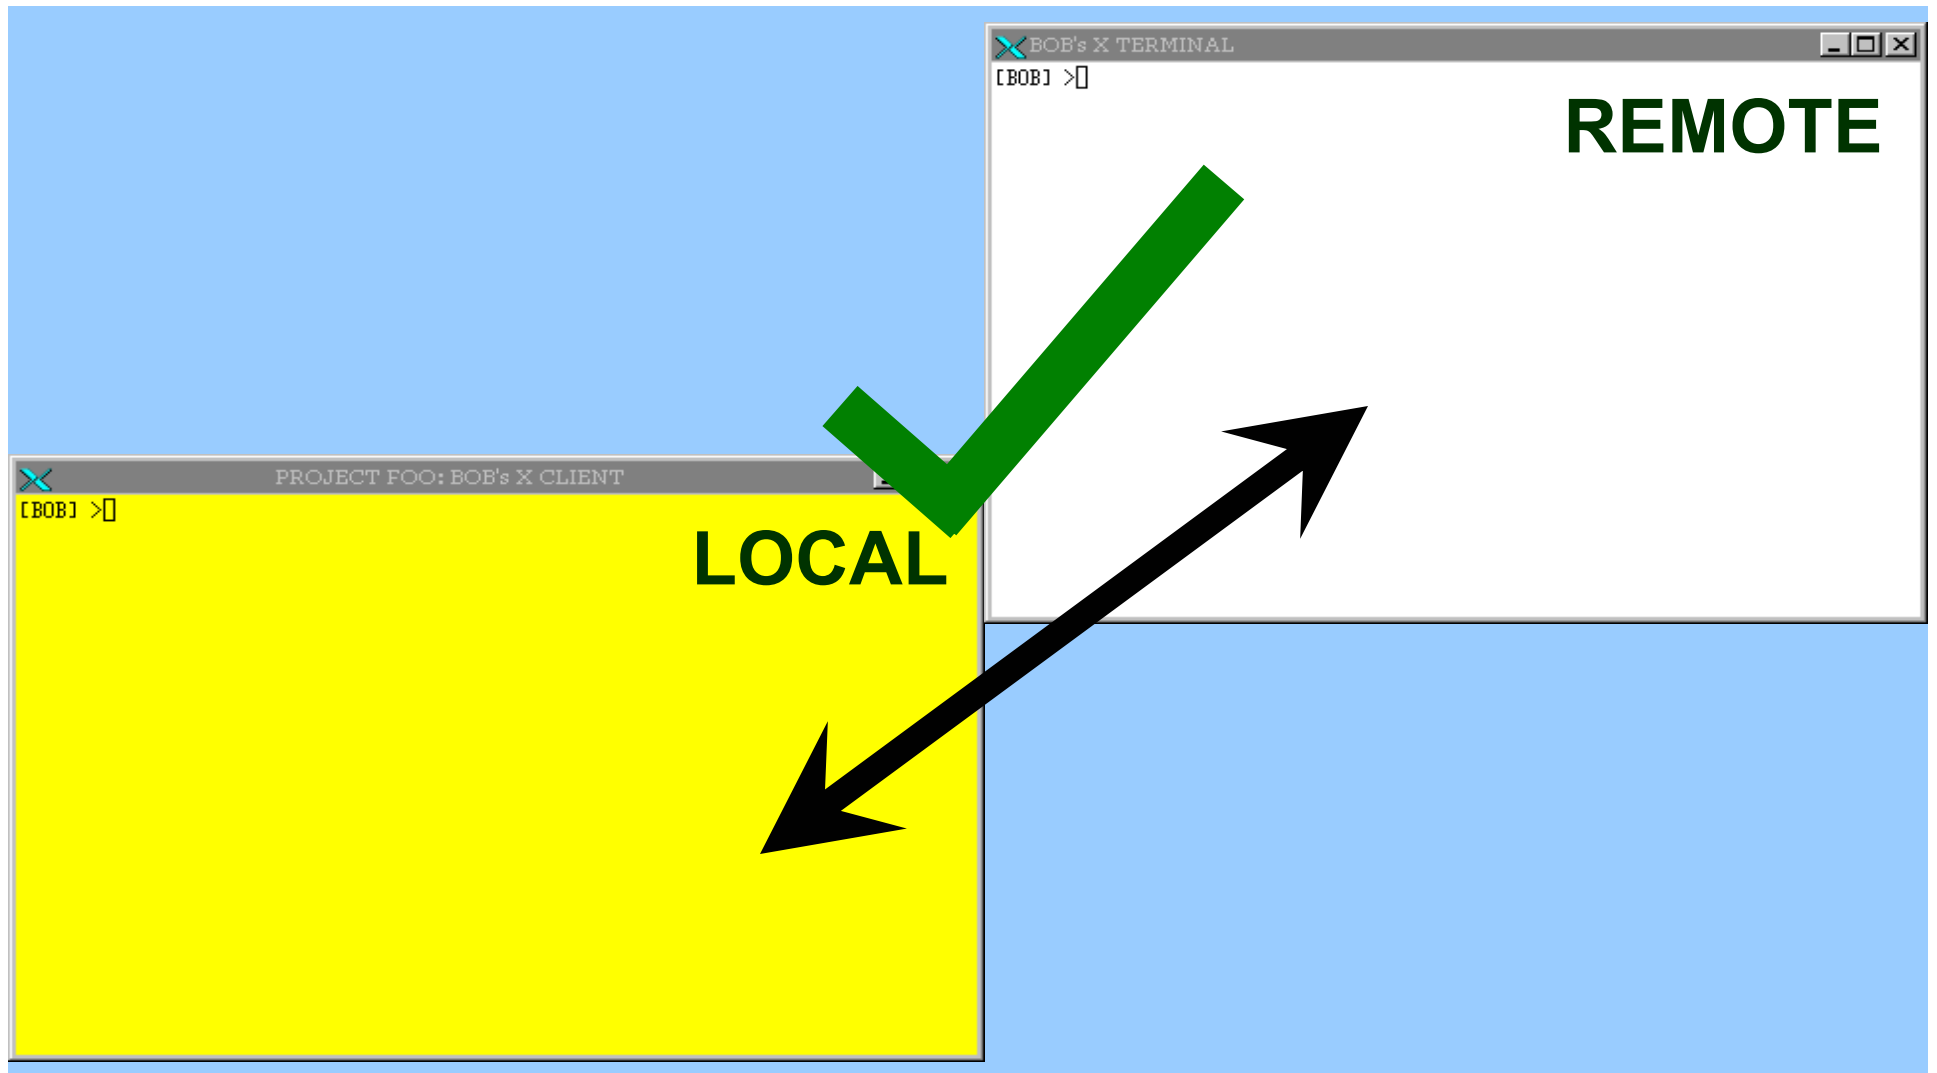 BOB's X TERMINAL
[BOB] >
REMOTE
PROJECT FOO: BOB's X CLIENT
[BOB] >
LOCAL